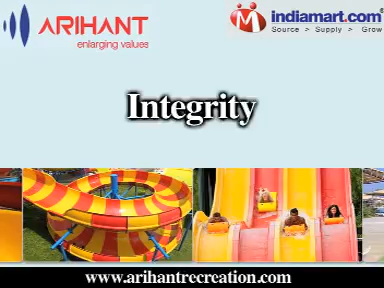 ARIHANT
enlarging values
indiamart.com®
Source > Supply > Grow
Integrity
www.arihantrecreation.com